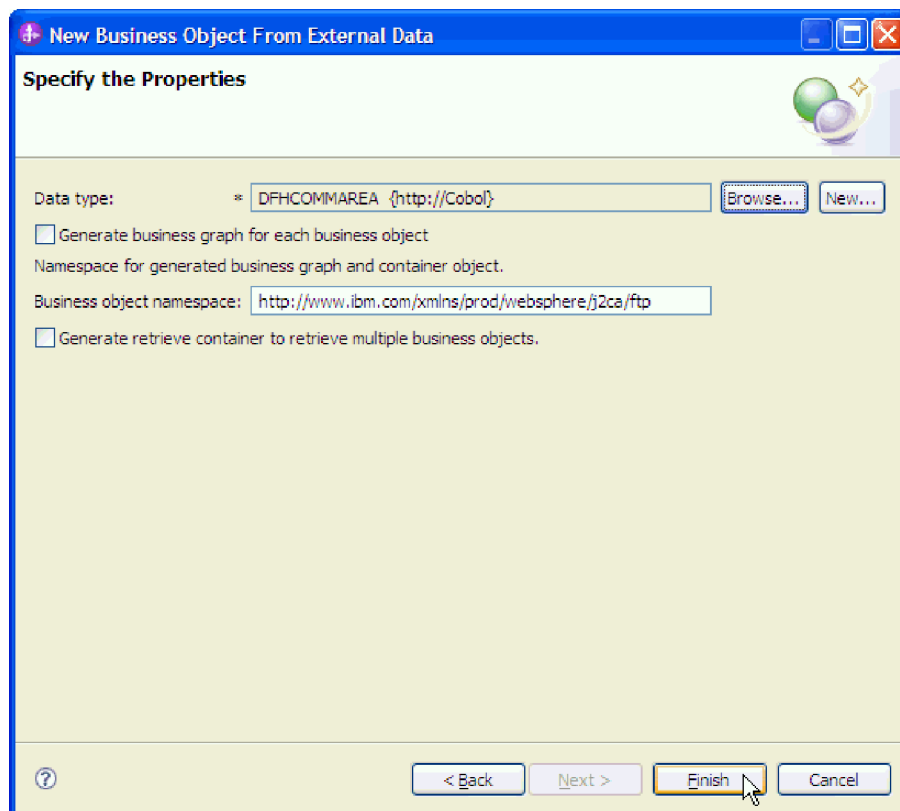 New Business Object From External Data
Specify the Properties
Data type: * DFHCOMMAREA {http://Cobol} Browse... New...
Generate business graph for each business object
Namespace for generated business graph and container object.
Business object namespace: http://www.ibm.com/xmlns/prod/websphere/j2ca/ftp
Generate retrieve container to retrieve multiple business objects.
? < Back Next > Finish Cancel